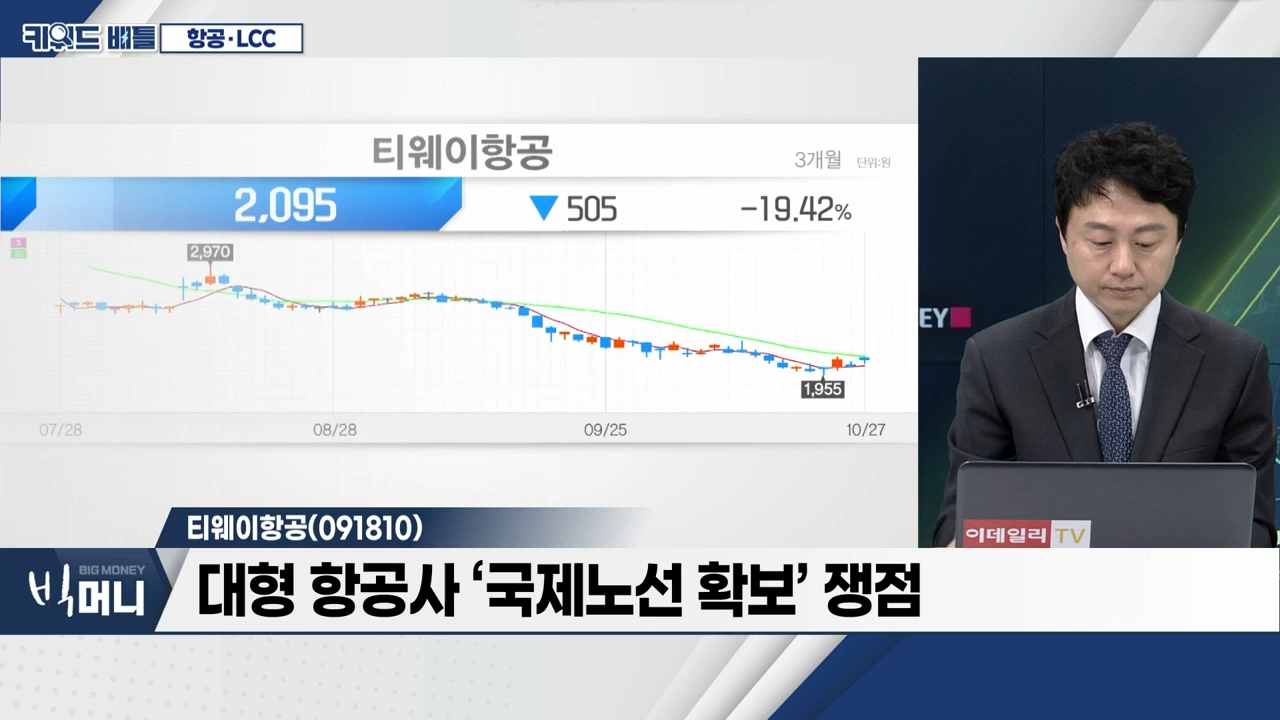 키워드 배틀
항공·LCC
티웨이항공
3개월 단위:원
2,095
▼ 505
-19.42%
5
20
2,970
1,955
07/28
08/28
09/25
10/27
EY
이데일리 TV
티웨이항공(091810)
BIG MONEY
빅머니
대형 항공사 ‘국제노선 확보’ 쟁점